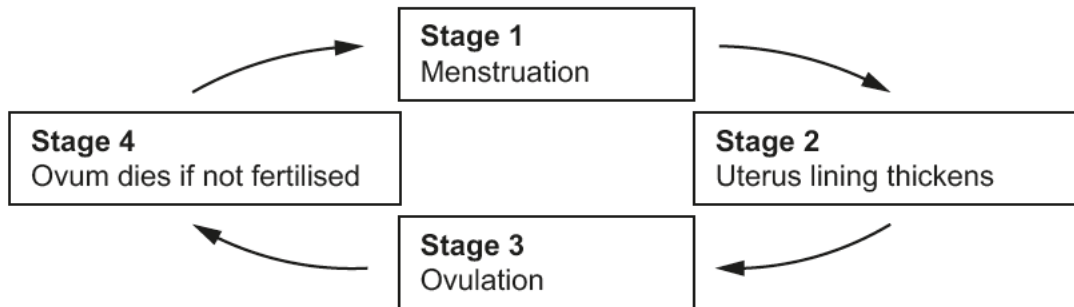 Stage 1
Menstruation
Stage 2
Uterus lining thickens
Stage 3
Ovulation
Stage 4
Ovum dies if not fertilised